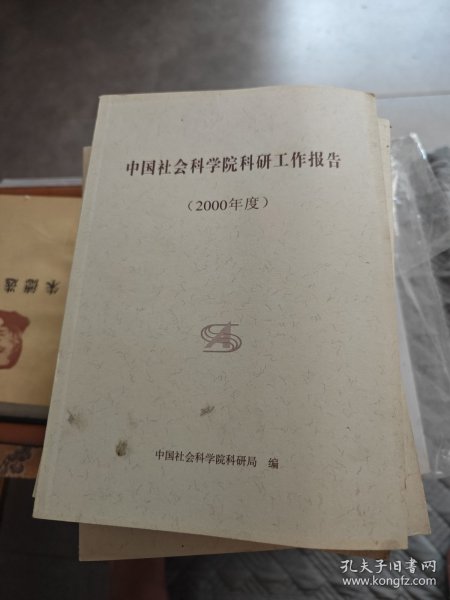 中国社会科学院科研工作报告
（2000年度）
中国社会科学院科研局 编
孔夫子旧书网
www.kongfz.com